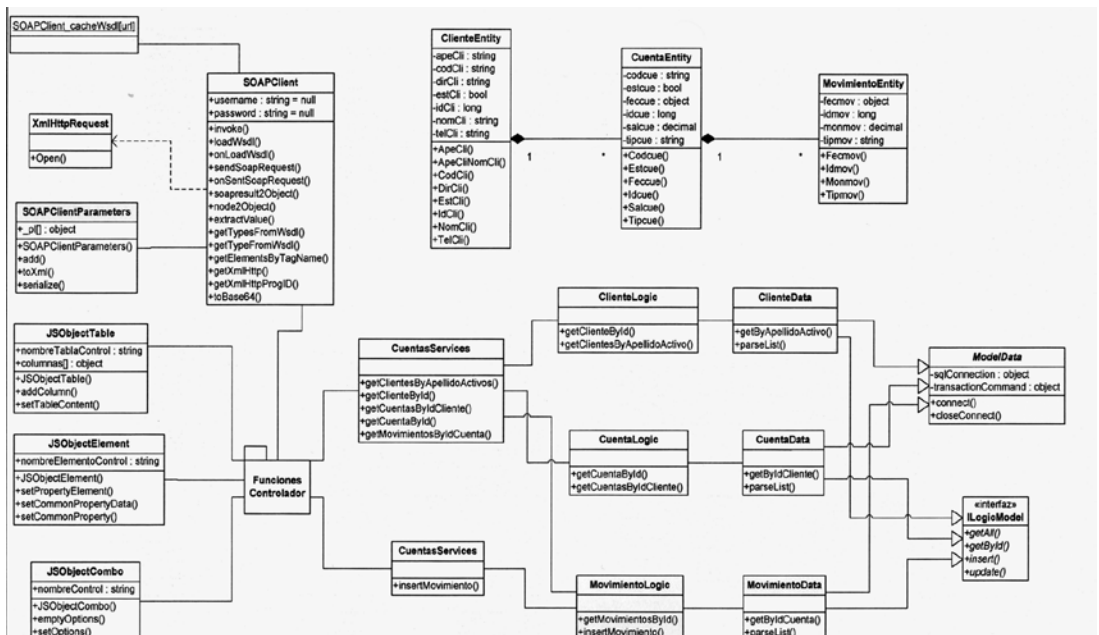 SOAPClient_cacheWsdl[url]
SOAPClient
+username : string = null
+password : string = null
+invoke()
+loadWsdl()
+onLoadWsdl()
+sendSoapRequest()
+onSentSoapRequest()
+soapresult2Object()
+node2Object()
+extractValue()
+getTypesFromWsdl()
+getTypeFromWsdl()
+getElementsByTagName()
+getXmlHttp()
+getXmlHttpProgID()
+toBase64()
XmlHttpRequest
+Open()
SOAPClientParameters
+_pl[] : object
+SOAPClientParameters()
+add()
+toXml()
+serialize()
ClienteEntity
-apeCli : string
-codCli : string
-dirCli : string
-estCli : bool
-idCli : long
-nomCli : string
-telCli : string
+ApeCli()
+ApeCliNomCli()
+CodCli()
+DirCli()
+EstCli()
+IdCli()
+NomCli()
+TelCli()
1
*
CuentaEntity
-codcue : string
-estcue : bool
-feccue : object
-idcue : long
-salcue : decimal
-tipcue : string
+Codcue()
+Estcue()
+Feccue()
+Idcue()
+Salcue()
+Tipcue()
1
*
MovimientoEntity
-fecmov : object
-idmov : long
-monmov : decimal
-tipmov : string
+Fecmov()
+Idmov()
+Monmov()
+Tipmov()
JSObjectTable
+nombreTablaControl : string
+columnas[] : object
+JSObjectTable()
+addColumn()
+setTableContent()
JSObjectElement
+nombreElementoControl : string
+JSObjectElement()
+setPropertyElement()
+setCommonPropertyData()
+setCommonProperty()
JSObjectCombo
+nombreControl : string
+JSObjectCombo()
+emptyOptions()
+setOptions()
Funciones
Controlador
CuentasServices
+getClientesByApellidoActivos()
+getClienteById()
+getCuentasByIdCliente()
+getCuentaById()
+getMovimientosByIdCuenta()
CuentasServices
+insertMovimiento()
ClienteLogic
+getClienteById()
+getClientesByApellidoActivo()
ClienteData
+getByApellidoActivo()
+parseList()
CuentaLogic
+getCuentaById()
+getCuentasByIdCliente()
CuentaData
+getByIdCliente()
+parseList()
MovimientoLogic
+getMovimientosById()
+insertMovimiento()
MovimientoData
+getByIdCuenta()
+parseList()
ModelData
-sqlConnection : object
-transactionCommand : object
+connect()
+closeConnect()
«interfaz»
ILogicModel
+getAll()
+getById()
+insert()
+update()